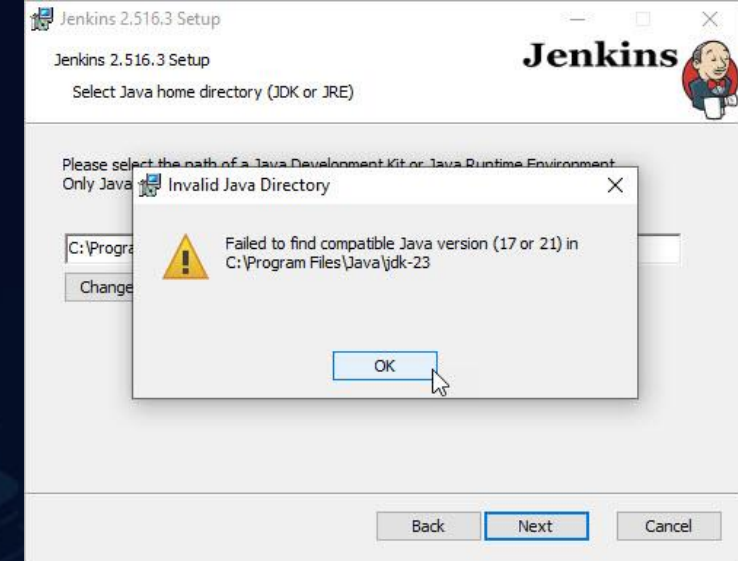 Jenkins 2.516.3 Setup
Jenkins 2.516.3 Setup
Jenkins
Select Java home directory (JDK or JRE)
Please select the path of a Java Development Kit or Java Runtime Environment
Only Java
Invalid Java Directory
Failed to find compatible Java version (17 or 21) in
C:\Program Files\Java\jdk-23
C:\Progra
Change
OK
Back
Next
Cancel